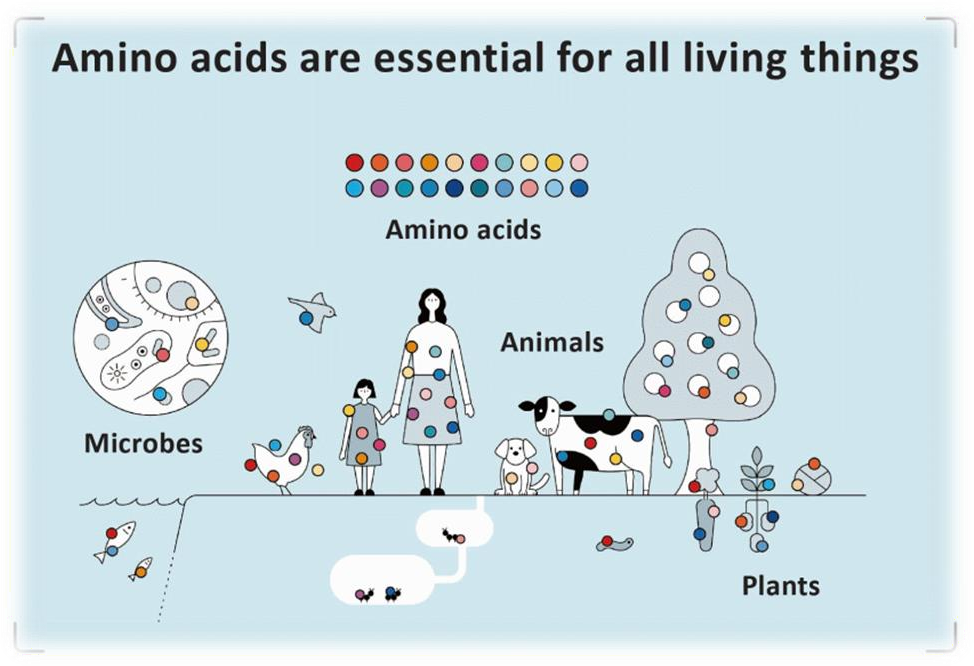 Amino acids are essential for all living things
Amino acids
Animals
Microbes
Plants